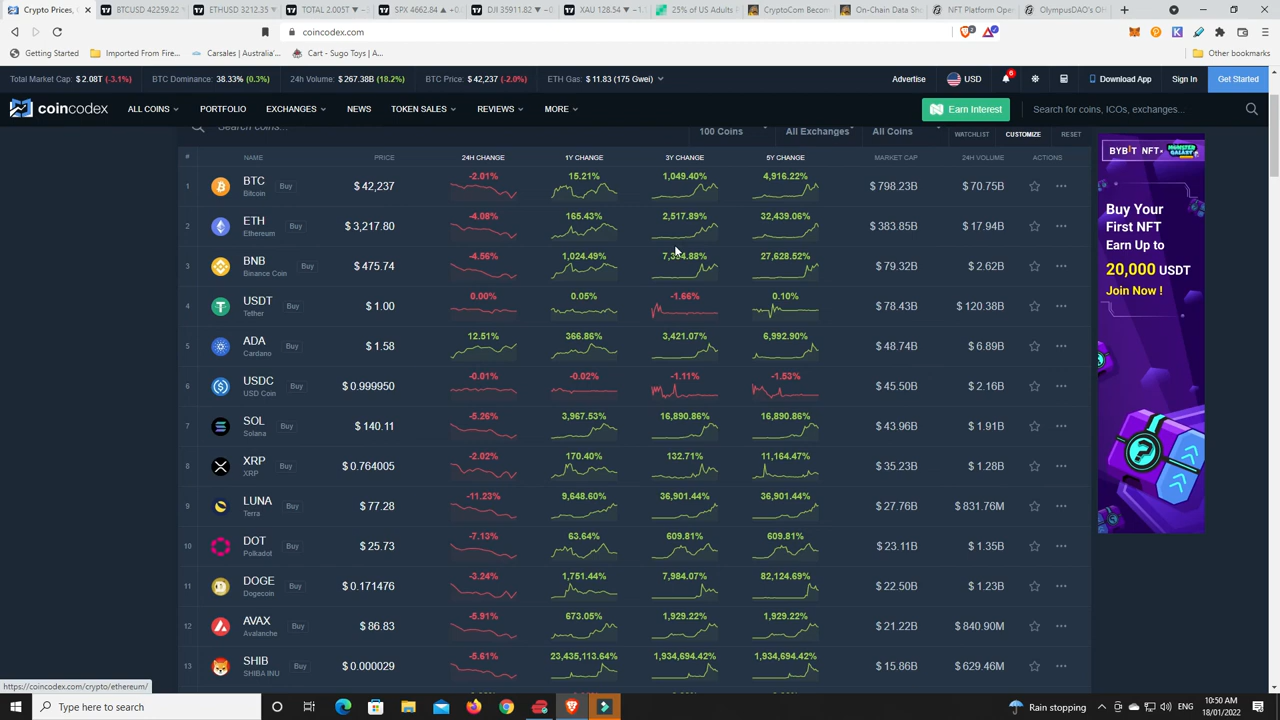 Crypto Prices,
BTCUSD 42259.22
ETHUSD 3212.35
TOTAL 2.005T
SPX 4662.84 ▲ +0
DJI 35911.82
XAU 128.54 −1.
25% of US Adults
CryptoCom Becom
On-Chain Data Sho
NFT Platform Ope
OlympusDAO's O
coincodex.com
Getting Started
Imported From Fire...
Carsales | Australia'...
Cart - Sugo Toys | A...
Other bookmarks
Total Market Cap: $ 2.08T (-3.1%) BTC Dominance: 38.33% (0.3%) 24h Volume: $ 267.38B (18.2%) BTC Price: $ 42,237 (-2.0%) ETH Gas: $ 11.83 (175 Gwei) Advertise USD 6 Download App Sign In Get Started
coincodex ALL COINS PORTFOLIO EXCHANGES NEWS TOKEN SALES REVIEWS MORE Earn Interest Search for coins, ICOs, exchanges...
Search coins... 100 Coins All Exchanges All Coins WATCHLIST CUSTOMIZE RESET
# NAME PRICE 24H CHANGE 1Y CHANGE 3Y CHANGE 5Y CHANGE MARKET CAP 24H VOLUME ACTIONS
1 BTC Bitcoin Buy $ 42,237 -2.01% 15.21% 1,049.40% 4,916.22% $ 798.23B $ 70.75B
2 ETH Ethereum Buy $ 3,217.80 -4.08% 165.43% 2,517.89% 32,439.06% $ 383.85B $ 17.94B
3 BNB Binance Coin Buy $ 475.74 -4.56% 1,024.49% 27,628.52% $ 79.32B $ 2.62B
4 USDT Tether Buy $ 1.00 0.00% 0.05% -1.66% 0.10% $ 78.43B $ 120.38B
5 ADA Cardano Buy $ 1.58 12.51% 366.86% 3,421.07% 6,992.90% $ 48.74B $ 6.89B
6 USDC USD Coin Buy $ 0.999950 -0.01% -0.02% -1.11% -1.53% $ 45.50B $ 2.16B
7 SOL Solana Buy $ 140.11 -5.26% 3,967.53% 16,890.86% 16,890.86% $ 43.96B $ 1.91B
8 XRP XRP Buy $ 0.764005 -2.02% 170.40% 132.71% 11,164.47% $ 35.23B $ 1.28B
9 LUNA Terra Buy $ 77.28 -11.23% 9,648.60% 36,901.44% 36,901.44% $ 27.76B $ 831.76M
10 DOT Polkadot Buy $ 25.73 -7.13% 63.64% 609.81% 609.81% $ 23.11B $ 1.35B
11 DOGE Dogecoin Buy $ 0.171476 -3.24% 1,751.44% 7,984.07% 82,124.69% $ 22.50B $ 1.23B
12 AVAX Avalanche Buy $ 86.83 -5.91% 673.05% 1,929.22% 1,929.22% $ 21.22B $ 840.90M
13 SHIB SHIBA INU Buy $ 0.000029 -5.61% 23,435,113.64% 1,934,694.42% 1,934,694.42% $ 15.86B $ 629.46M
BYBIT NFT MONSTER GALAXY
Buy Your
First NFT
Earn Up to
20,000 USDT
Join Now !
https://coincodex.com/crypto/ethereum/
Type here to search
Rain stopping
ENG
10:50 AM
18/01/2022